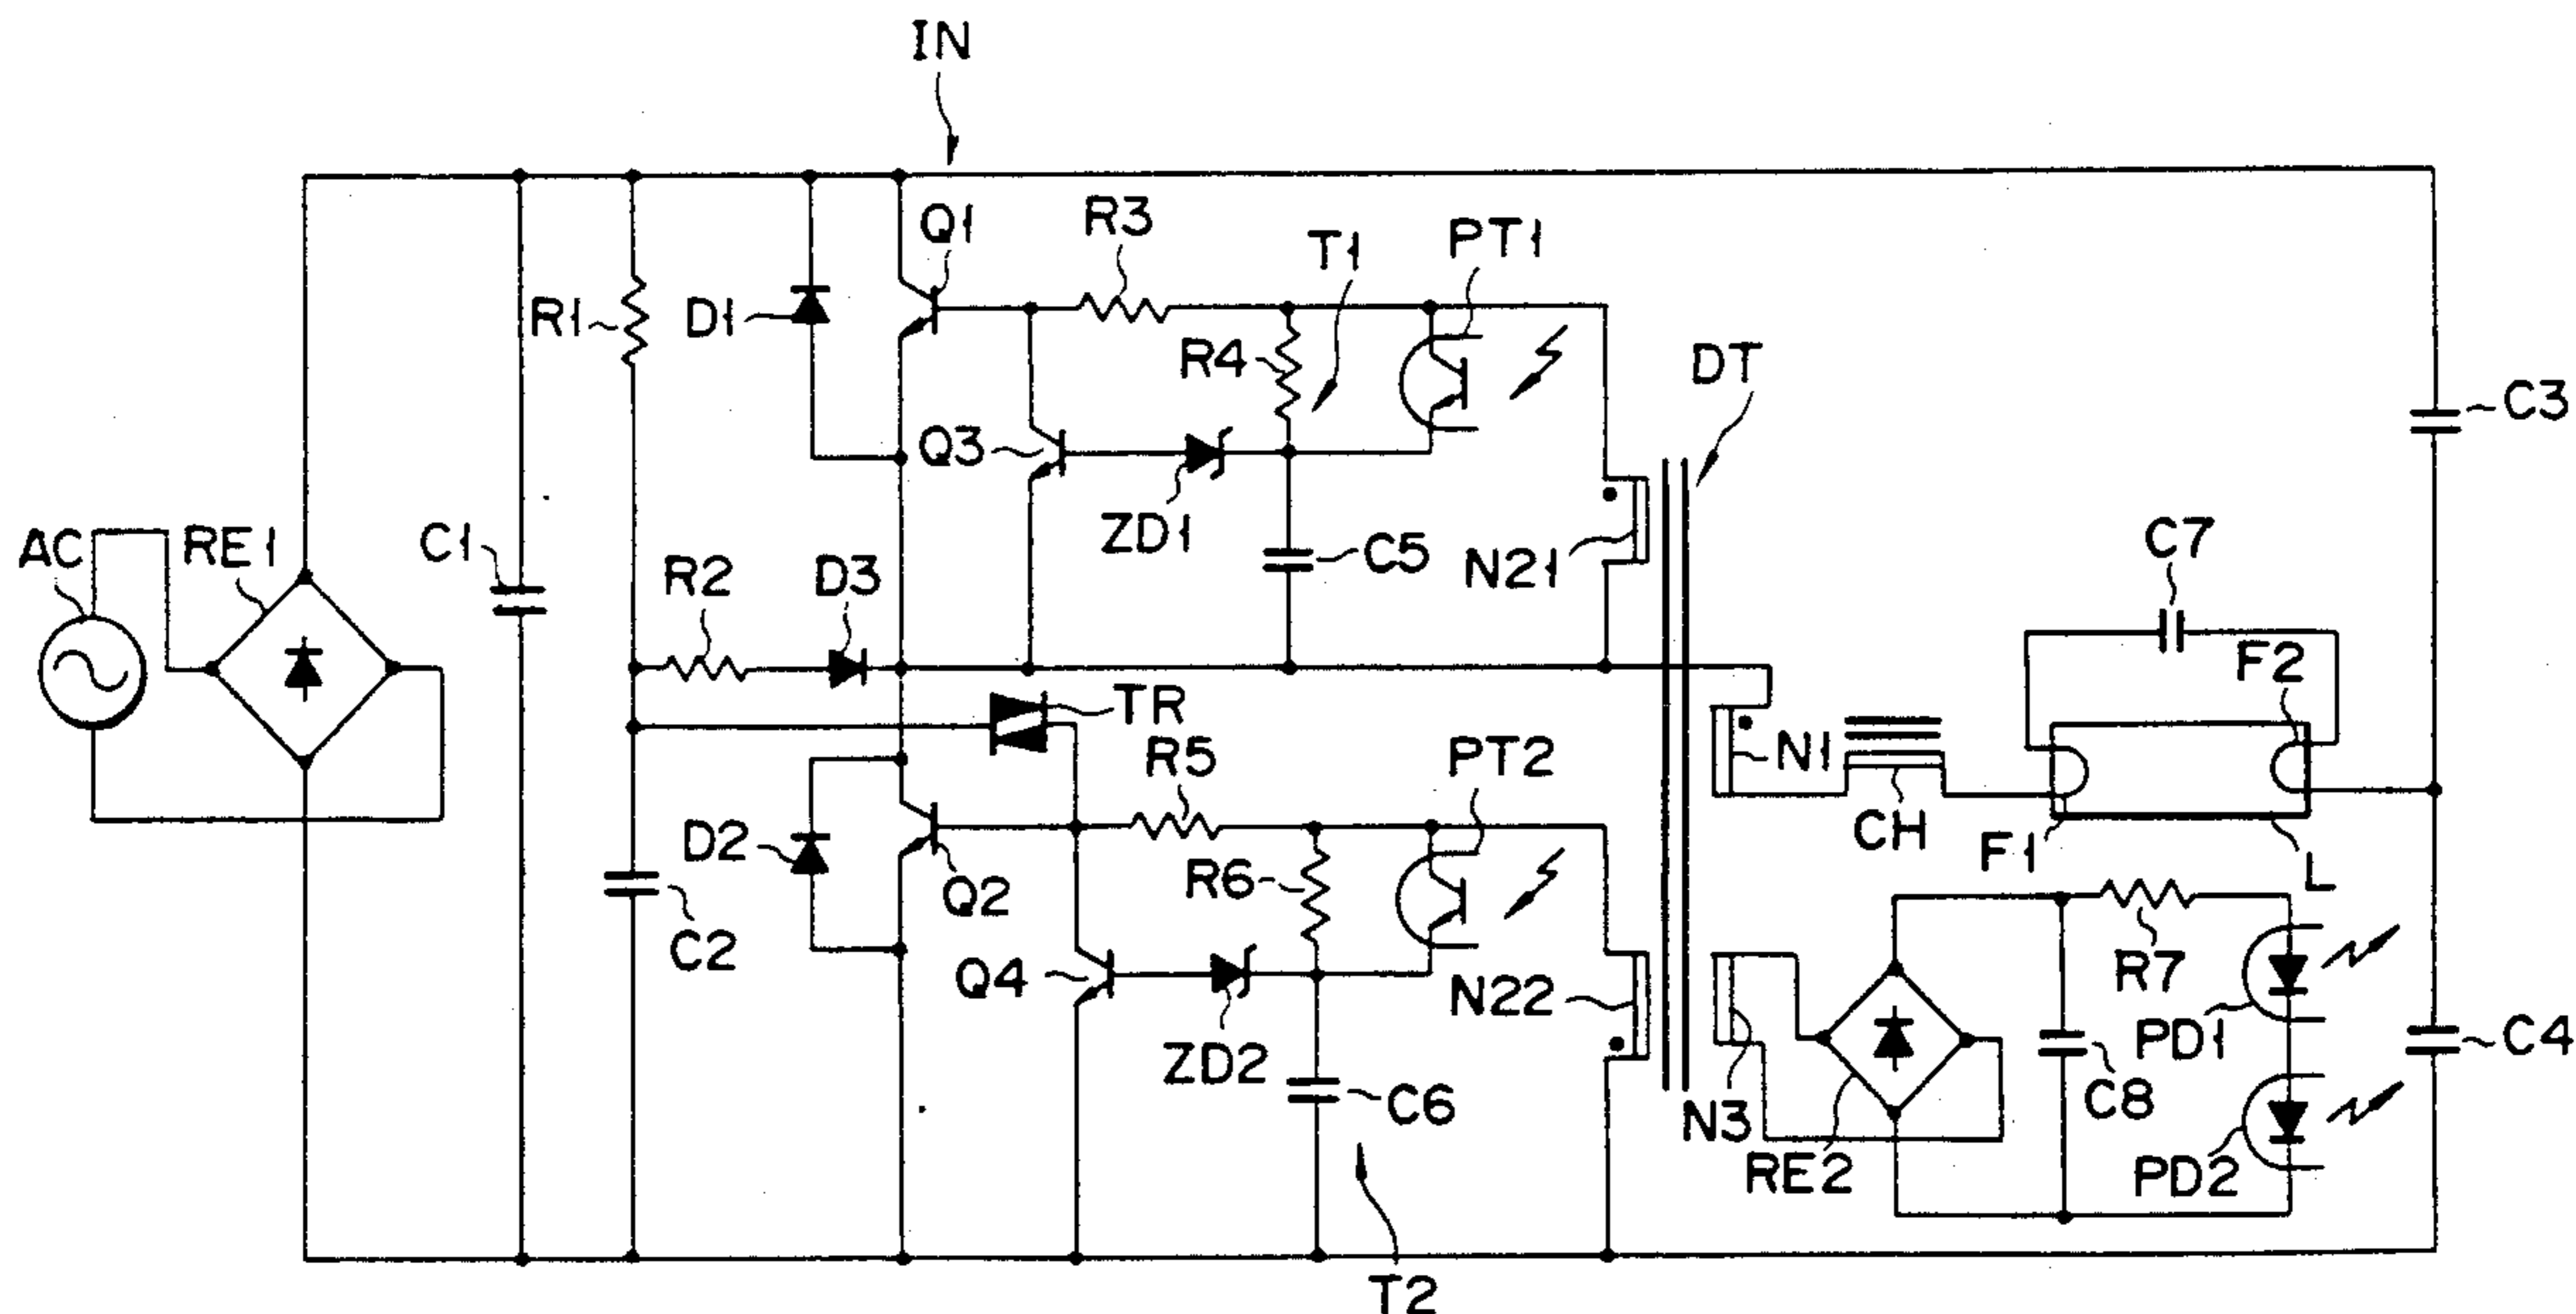 IN
Q1
R3
T1
PT1
R1
D1
R4
DT
C3
Q3
ZD1
C5
N21
C7
AC
RE1
C1
R2
D3
F2
TR
R5
PT2
N1
CH
F1
L
D2
Q2
R6
C2
Q4
N22
R7
PD1
C4
ZD2
C6
N3
C8
RE2
PD2
T2